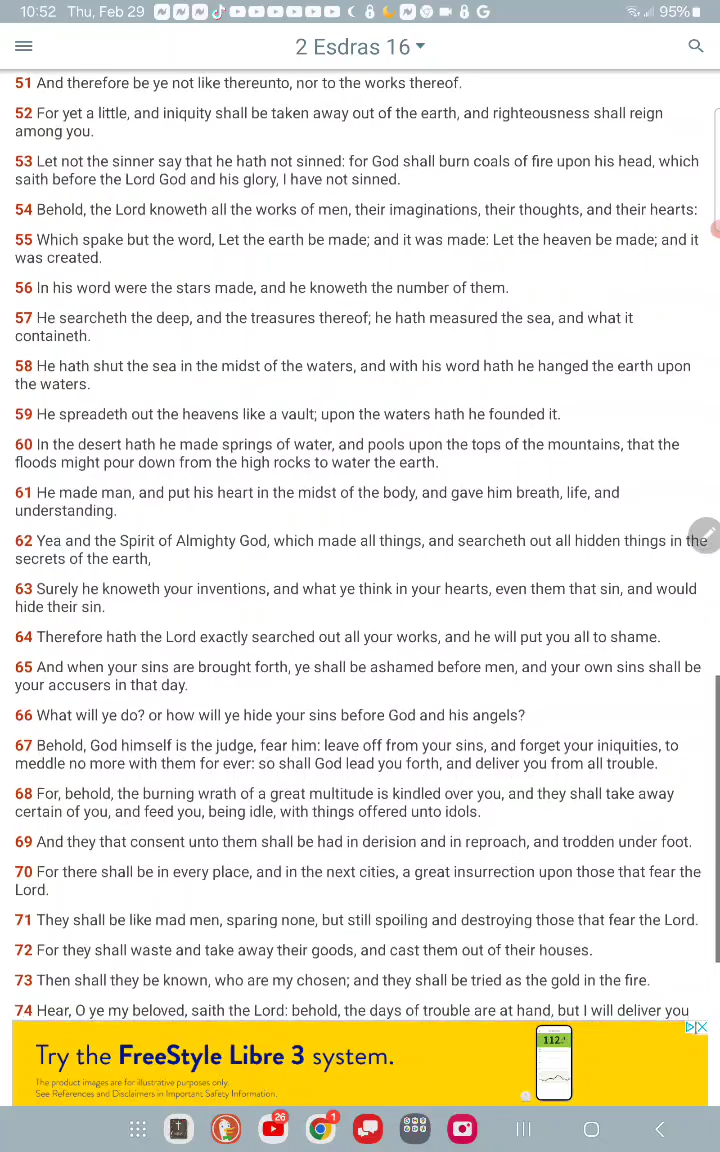 10:52 Thu, Feb 29
95%
2 Esdras 16
51 And therefore be ye not like thereunto, nor to the works thereof.
52 For yet a little, and iniquity shall be taken away out of the earth, and righteousness shall reign
among you.
53 Let not the sinner say that he hath not sinned: for God shall burn coals of fire upon his head, which
saith before the Lord God and his glory, I have not sinned.
54 Behold, the Lord knoweth all the works of men, their imaginations, their thoughts, and their hearts:
55 Which spake but the word, Let the earth be made; and it was made: Let the heaven be made; and it
was created.
56 In his word were the stars made, and he knoweth the number of them.
57 He searcheth the deep, and the treasures thereof; he hath measured the sea, and what it
containeth.
58 He hath shut the sea in the midst of the waters, and with his word hath he hanged the earth upon
the waters.
59 He spreadeth out the heavens like a vault; upon the waters hath he founded it.
60 In the desert hath he made springs of water, and pools upon the tops of the mountains, that the
floods might pour down from the high rocks to water the earth.
61 He made man, and put his heart in the midst of the body, and gave him breath, life, and
understanding.
62 Yea and the Spirit of Almighty God, which made all things, and searcheth out all hidden things in the
secrets of the earth,
63 Surely he knoweth your inventions, and what ye think in your hearts, even them that sin, and would
hide their sin.
64 Therefore hath the Lord exactly searched out all your works, and he will put you all to shame.
65 And when your sins are brought forth, ye shall be ashamed before men, and your own sins shall be
your accusers in that day.
66 What will ye do? or how will ye hide your sins before God and his angels?
67 Behold, God himself is the judge, fear him: leave off from your sins, and forget your iniquities, to
meddle no more with them for ever: so shall God lead you forth, and deliver you from all trouble.
68 For, behold, the burning wrath of a great multitude is kindled over you, and they shall take away
certain of you, and feed you, being idle, with things offered unto idols.
69 And they that consent unto them shall be had in derision and in reproach, and trodden under foot.
70 For there shall be in every place, and in the next cities, a great insurrection upon those that fear the
Lord.
71 They shall be like mad men, sparing none, but still spoiling and destroying those that fear the Lord.
72 For they shall waste and take away their goods, and cast them out of their houses.
73 Then shall they be known, who are my chosen; and they shall be tried as the gold in the fire.
74 Hear, O ye my beloved, saith the Lord: behold, the days of trouble are at hand, but I will deliver you
Try the FreeStyle Libre 3 system.
The product images are for illustrative purposes only.
See References and Disclaimers in Important Safety Information.
112
26
1